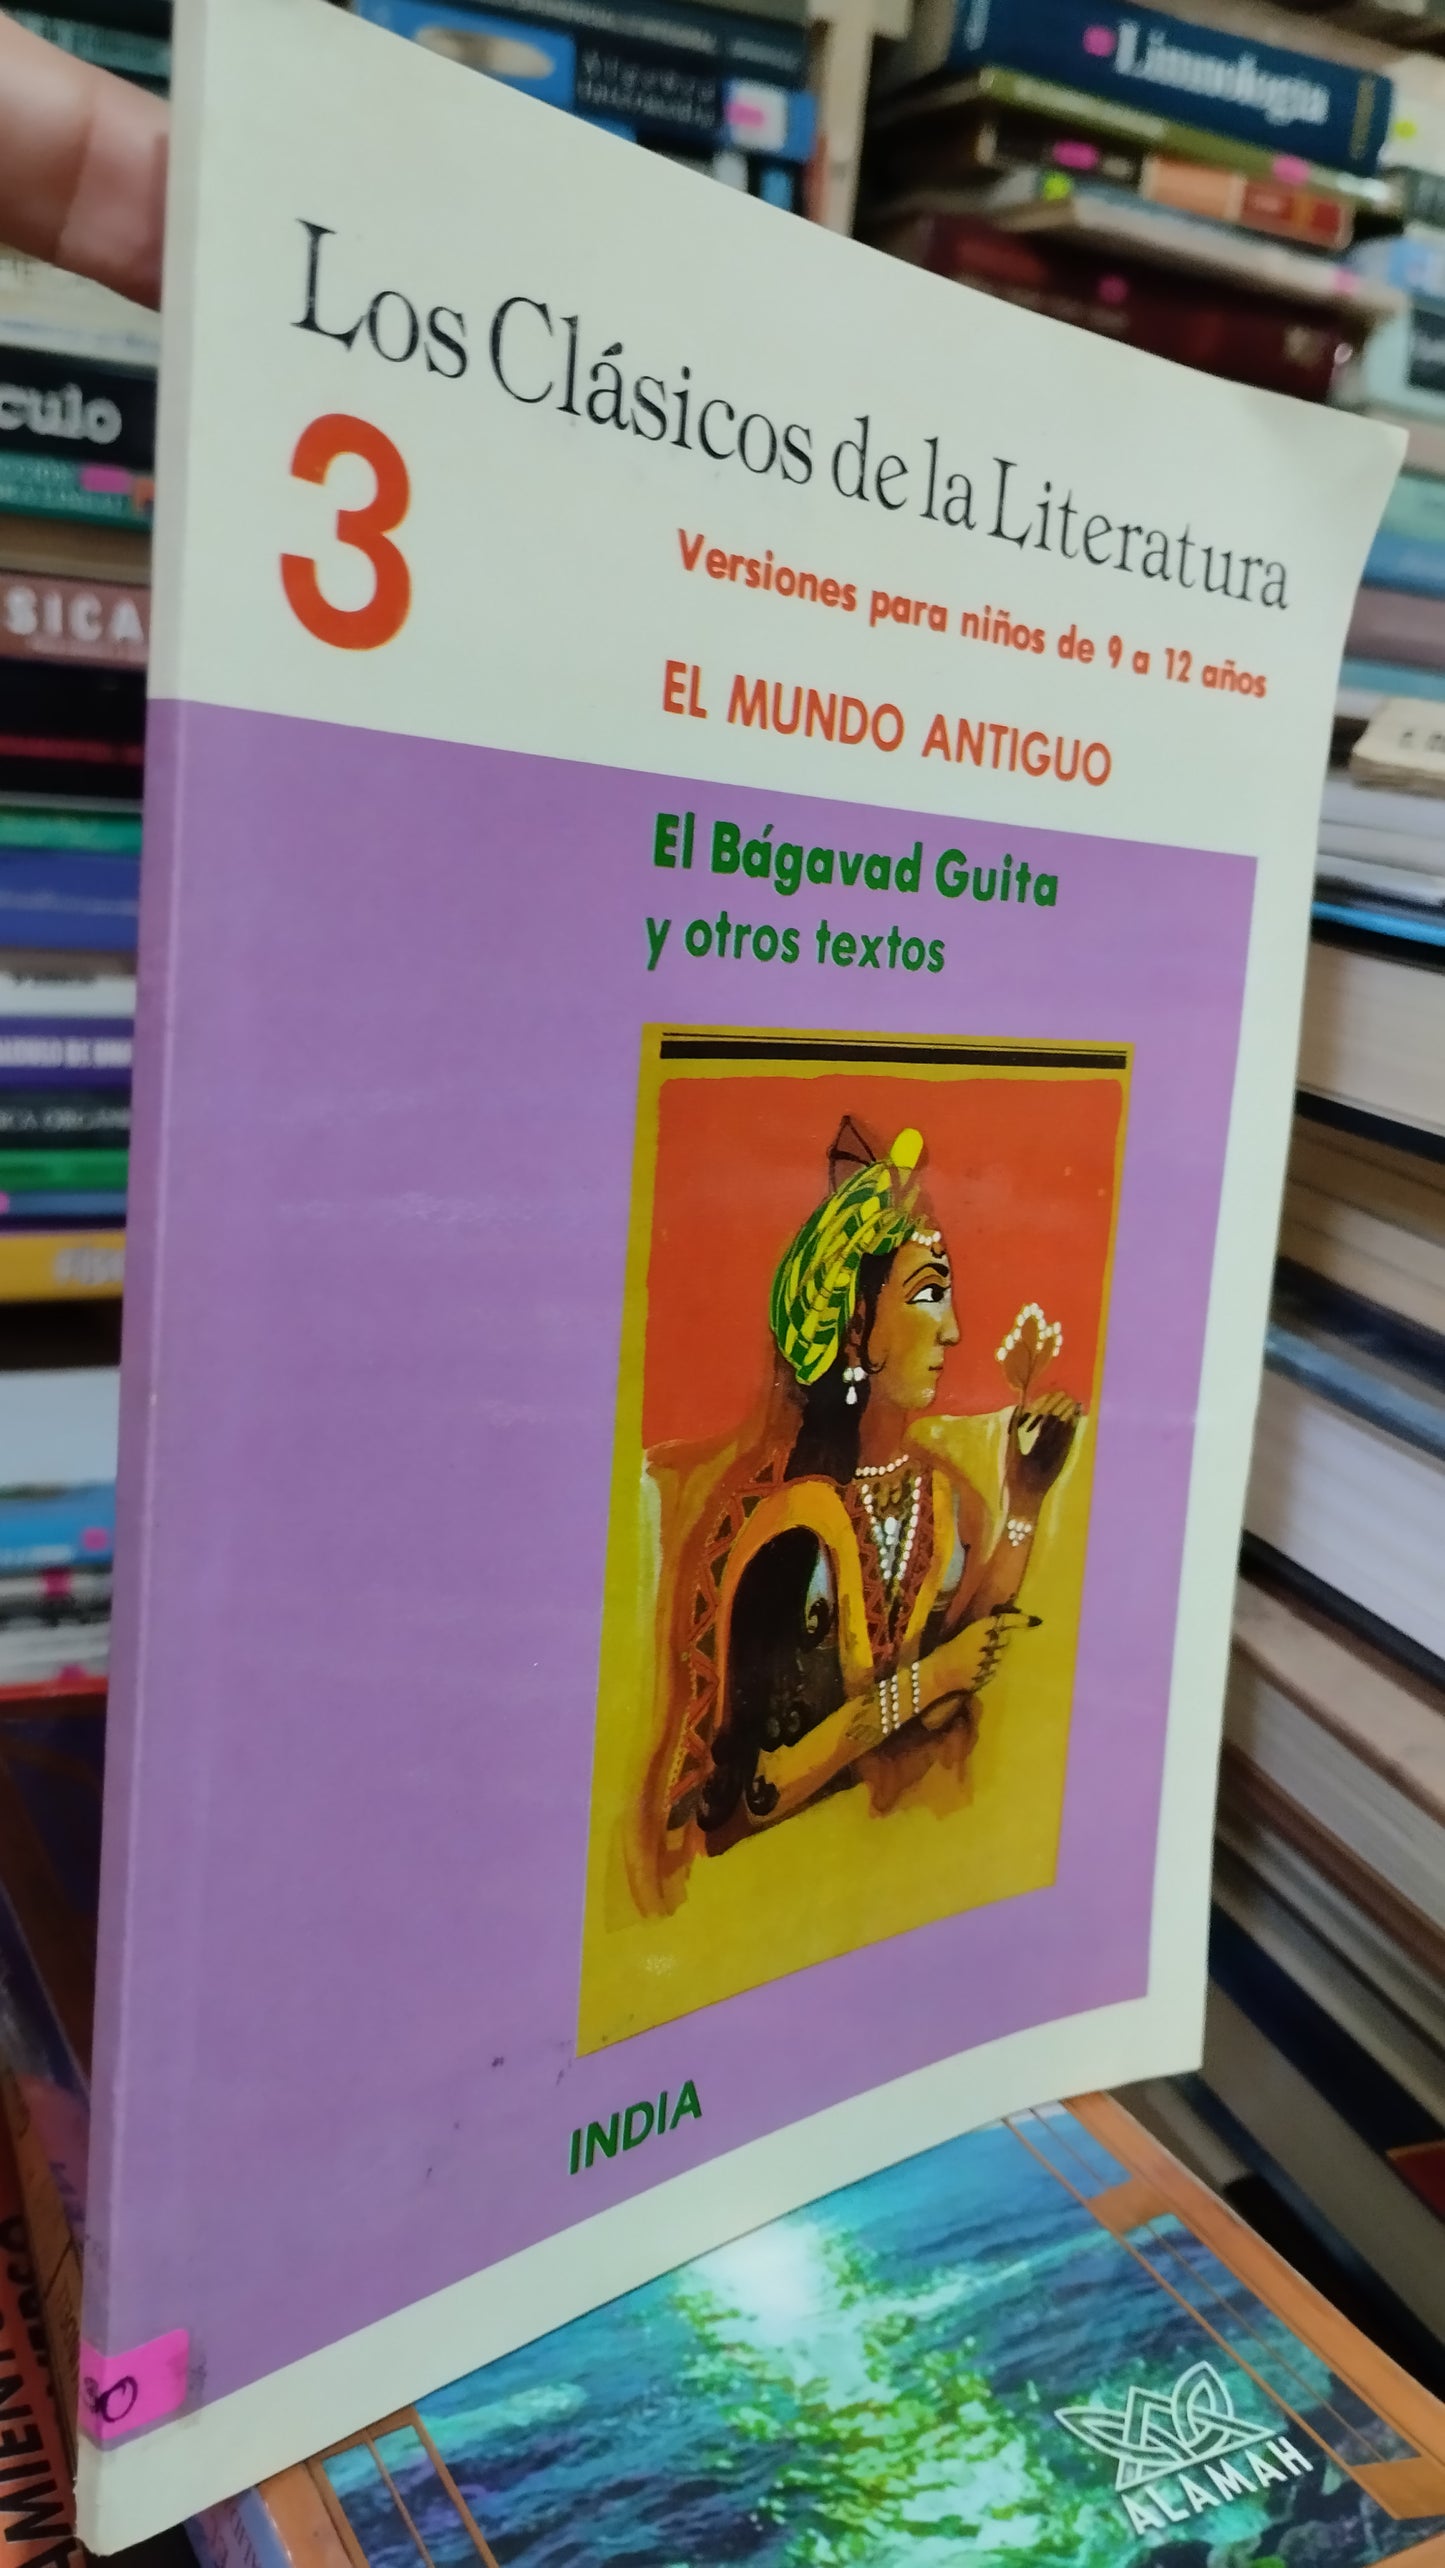 Los Clásicos de la Literatura
3
Versiones para niños de 9 a 12 años
EL MUNDO ANTIGUO
El Bágavad Guita
y otros textos
INDIA
Limnología
culo
SICA
ALAMAH